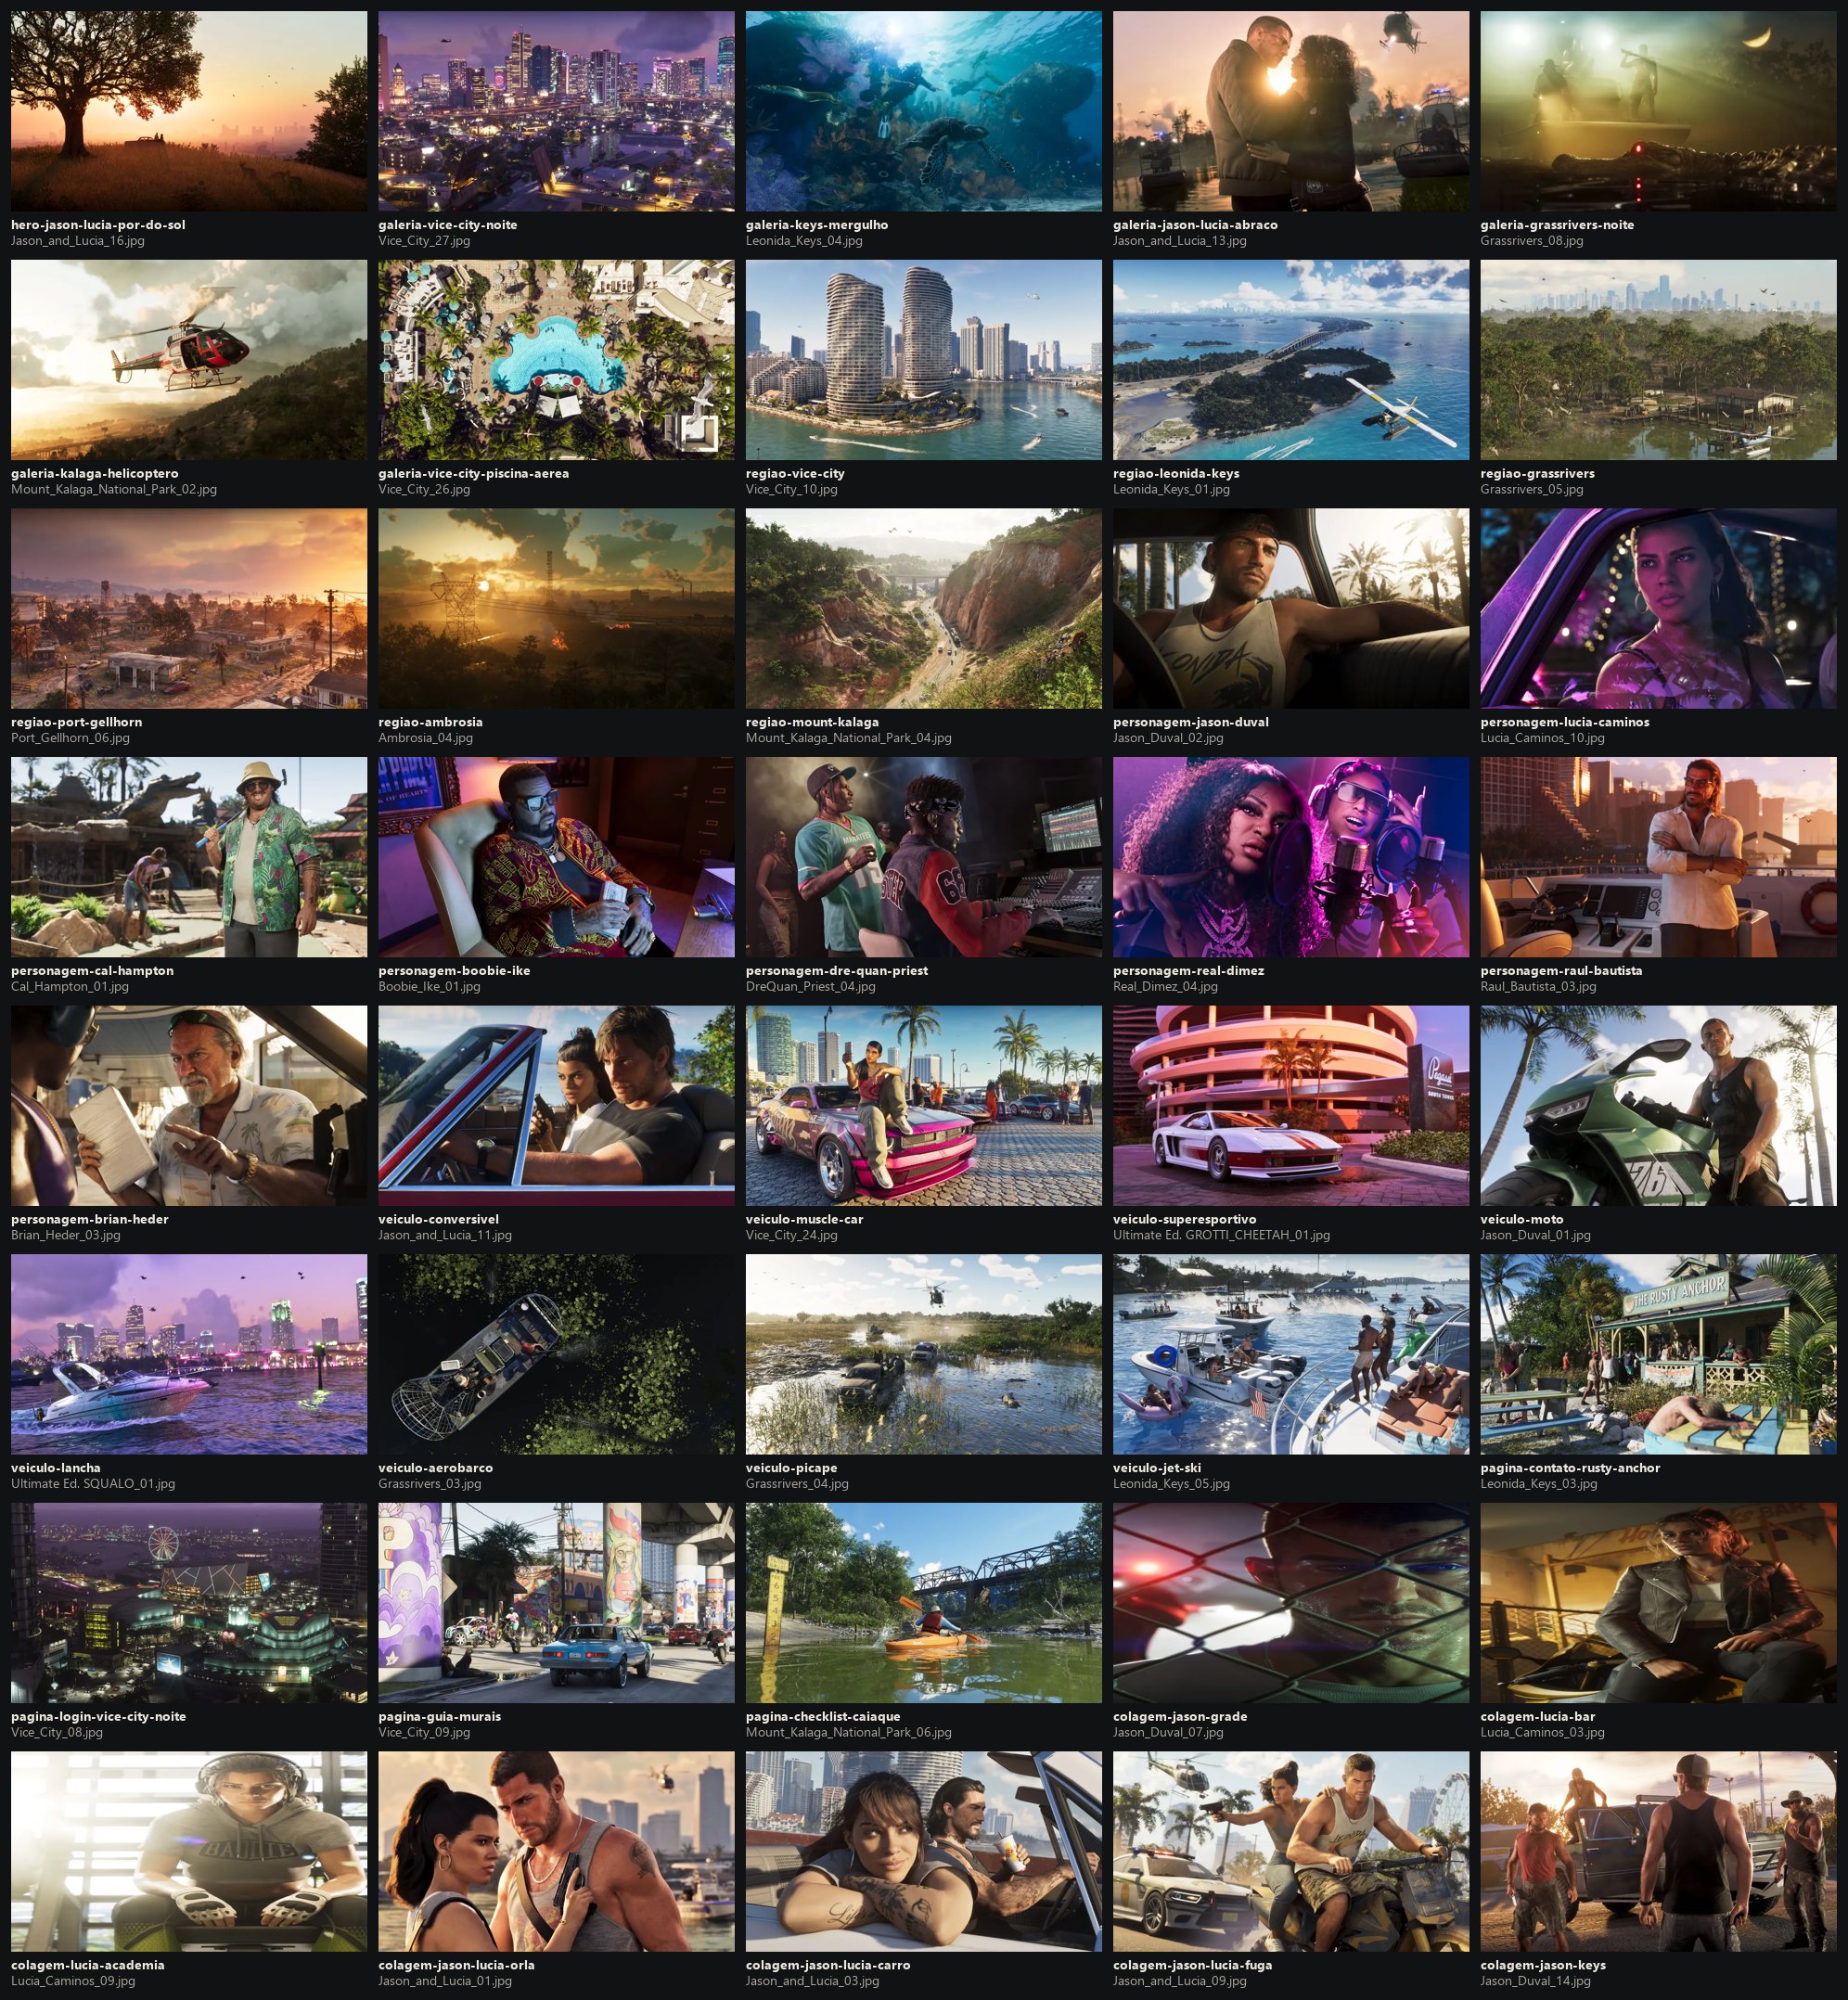 hero-jason-lucia-por-do-sol
Jason_and_Lucia_16.jpg
galeria-vice-city-noite
Vice_City_27.jpg
galeria-keys-mergulho
Leonida_Keys_04.jpg
galeria-jason-lucia-abraco
Jason_and_Lucia_13.jpg
galeria-grassrivers-noite
Grassrivers_08.jpg
galeria-kalaga-helicoptero
Mount_Kalaga_National_Park_02.jpg
galeria-vice-city-piscina-aerea
Vice_City_26.jpg
regiao-vice-city
Vice_City_10.jpg
regiao-leonida-keys
Leonida_Keys_01.jpg
regiao-grassrivers
Grassrivers_05.jpg
regiao-port-gellhorn
Port_Gellhorn_06.jpg
regiao-ambrosia
Ambrosia_04.jpg
regiao-mount-kalaga
Mount_Kalaga_National_Park_04.jpg
personagem-jason-duval
Jason_Duval_02.jpg
personagem-lucia-caminos
Lucia_Caminos_10.jpg
K OF HEARTS
MANATEES
68
personagem-cal-hampton
Cal_Hampton_01.jpg
personagem-boobie-ike
Boobie_Ike_01.jpg
personagem-dre-quan-priest
DreQuan_Priest_04.jpg
personagem-real-dimez
Real_Dimez_04.jpg
personagem-raul-bautista
Raul_Bautista_03.jpg
Pegassi
SOUTH TOWER
76
personagem-brian-heder
Brian_Heder_03.jpg
veiculo-conversivel
Jason_and_Lucia_11.jpg
veiculo-muscle-car
Vice_City_24.jpg
veiculo-superesportivo
Ultimate Ed. GROTTI_CHEETAH_01.jpg
veiculo-moto
Jason_Duval_01.jpg
THE RUSTY ANCHOR
veiculo-lancha
Ultimate Ed. SQUALO_01.jpg
veiculo-aerobarco
Grassrivers_03.jpg
veiculo-picape
Grassrivers_04.jpg
veiculo-jet-ski
Leonida_Keys_05.jpg
pagina-contato-rusty-anchor
Leonida_Keys_03.jpg
pagina-login-vice-city-noite
Vice_City_08.jpg
pagina-guia-murais
Vice_City_09.jpg
pagina-checklist-caiaque
Mount_Kalaga_National_Park_06.jpg
colagem-jason-grade
Jason_Duval_07.jpg
colagem-lucia-bar
Lucia_Caminos_03.jpg
colagem-lucia-academia
Lucia_Caminos_09.jpg
colagem-jason-lucia-orla
Jason_and_Lucia_01.jpg
colagem-jason-lucia-carro
Jason_and_Lucia_03.jpg
colagem-jason-lucia-fuga
Jason_and_Lucia_09.jpg
colagem-jason-keys
Jason_Duval_14.jpg